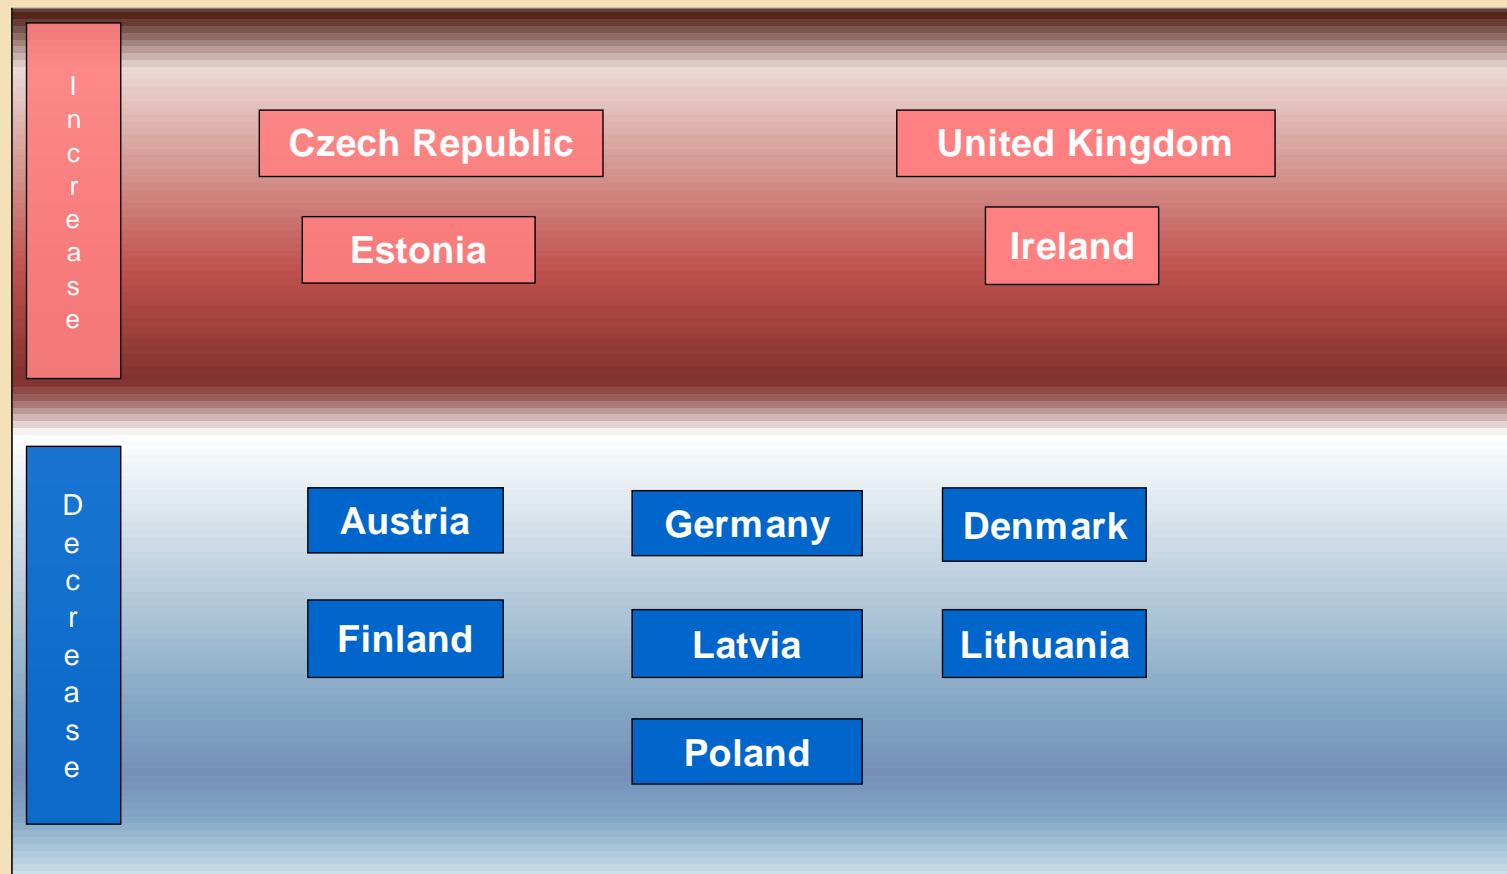 Increase
Czech Republic
United Kingdom
Estonia
Ireland
Decrease
Austria
Germany
Denmark
Finland
Latvia
Lithuania
Poland